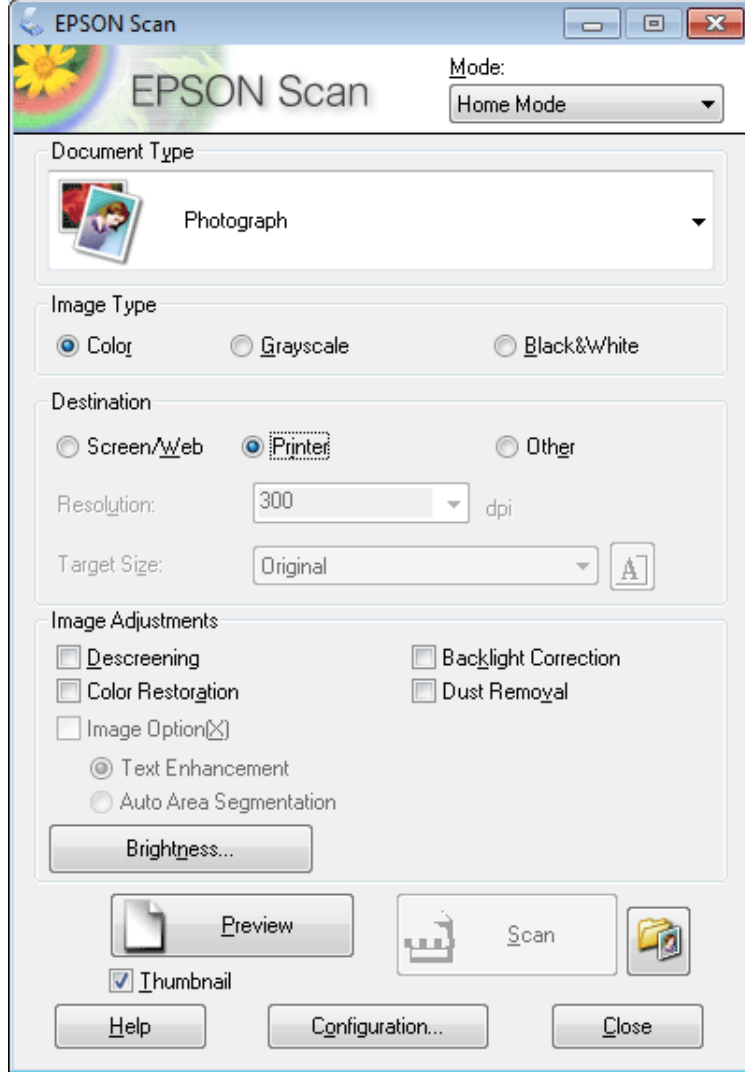 EPSON Scan
EPSON Scan
Mode:
Home Mode
Document Type
Photograph
Image Type
Color Grayscale Black&White
Destination
Screen/Web Printer Other
Resolution: 300 dpi
Target Size: Original A
Image Adjustments
Descreening Backlight Correction
Color Restoration Dust Removal
Image Option(X)
Text Enhancement
Auto Area Segmentation
Brightness...
Preview Scan
Thumbnail
Help Configuration... Close